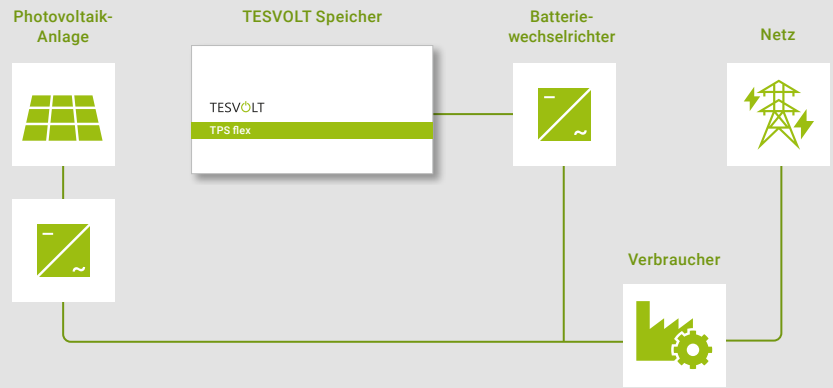 Photovoltaik-
Anlage
TESVOLT Speicher
Batterie-
wechselrichter
Netz
TESVOLT
TPS flex
Verbraucher